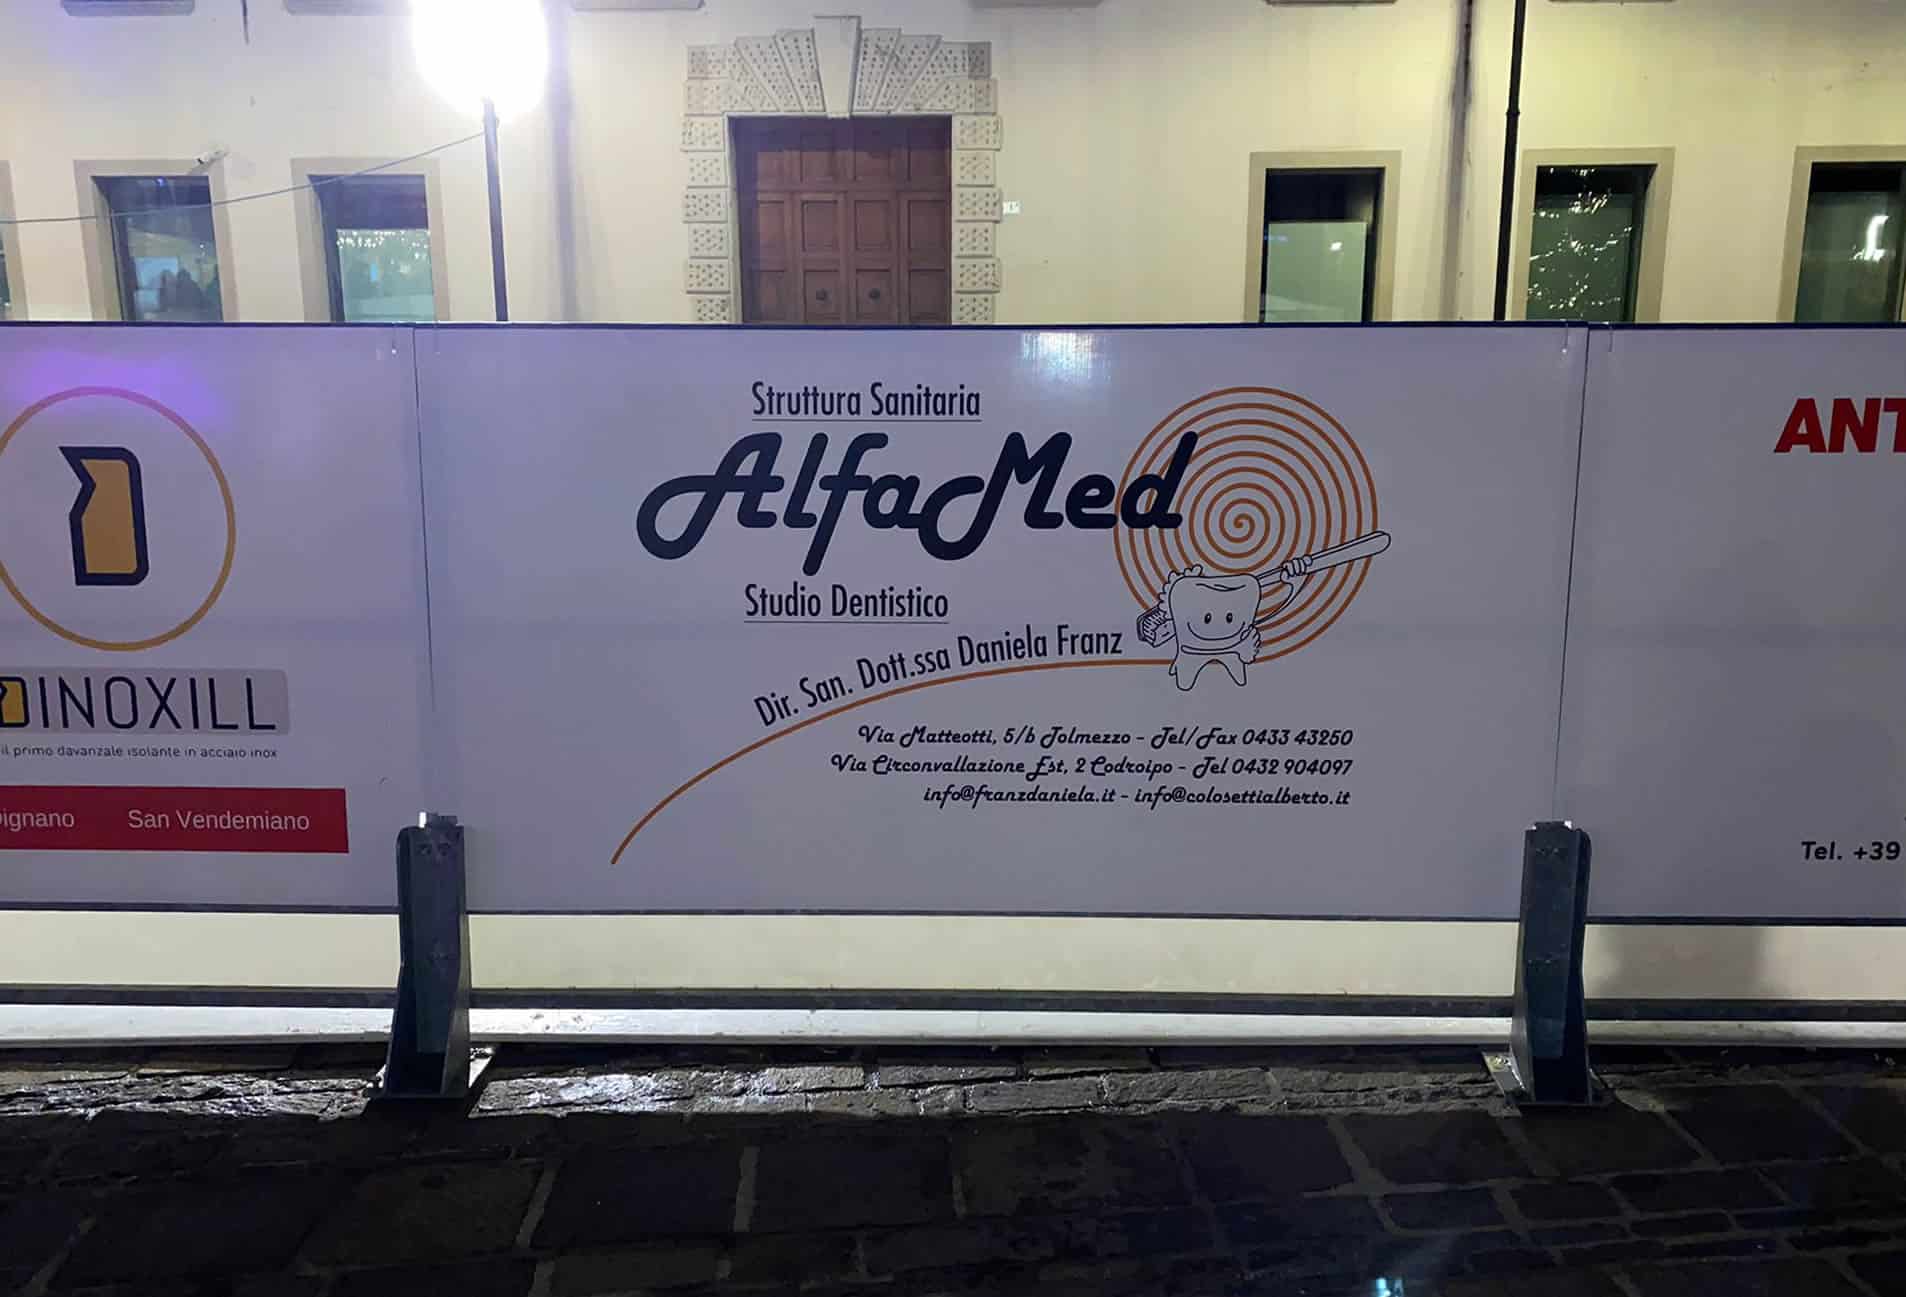 DINOXILL
il primo davanzale isolante in acciaio inox
Dignano San Vendemiano
Struttura Sanitaria
AlfaMed
Studio Dentistico
Dir. San. Dott.ssa Daniela Franz
Via Matteotti, 5/b Tolmezzo - Tel/Fax 0433 43250
Via Circonvallazione Est, 2 Codroipo - Tel 0432 904097
info@franzdaniela.it - info@colosettialberto.it
ANT
Tel. +39